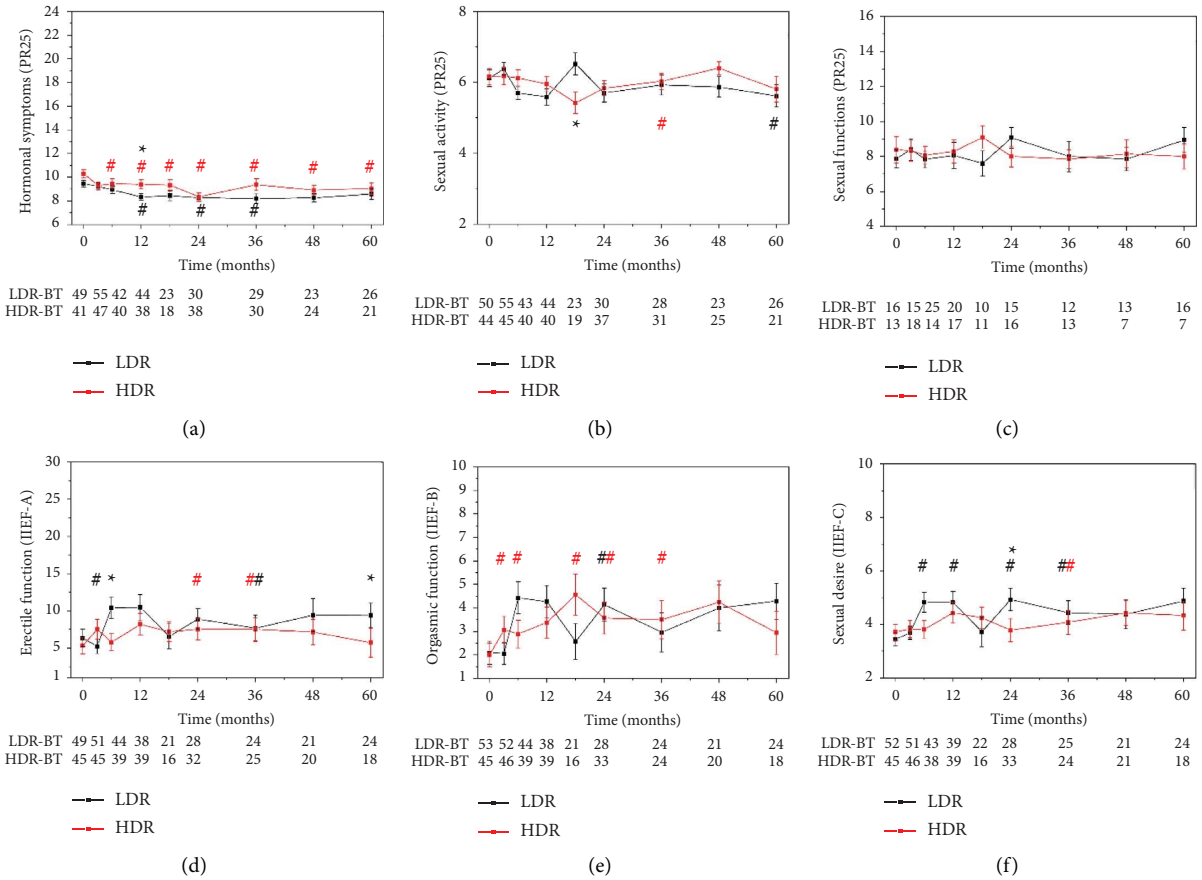 Hormonal symptoms (PR25)
24
22
20
18
16
14
12
10
8
6
* 
# # # # # # #
# # #
0 12 24 36 48 60
Time (months)
LDR-BT 49 55 42 44 23 30 29 23 26
HDR-BT 41 47 40 38 18 38 30 24 21
LDR
HDR
(a)
Sexual activity (PR25)
8
6
4
2
* # #
0 12 24 36 48 60
Time (months)
LDR-BT 50 55 43 44 23 30 28 23 26
HDR-BT 44 45 40 40 19 37 31 25 21
LDR
HDR
(b)
Sexual functions (PR25)
16
14
12
10
8
6
4
0 12 24 36 48 60
Time (months)
LDR-BT 16 15 25 20 10 15 12 13 16
HDR-BT 13 18 14 17 11 16 13 7 7
LDR
HDR
(c)
Erectile function (IIEF-A)
30
25
20
15
10
5
1
# * # ## *
0 12 24 36 48 60
Time (months)
LDR-BT 49 51 44 38 21 28 24 21 24
HDR-BT 45 45 39 39 16 32 25 20 18
LDR
HDR
(d)
Orgasmic function (IIEF-B)
10
9
8
7
6
5
4
3
2
1
# # # ## #
0 12 24 36 48 60
Time (months)
LDR-BT 53 52 44 38 21 28 24 21 24
HDR-BT 45 46 39 39 16 33 24 20 18
LDR
HDR
(e)
Sexual desire (IIEF-C)
10
8
6
4
2
*
# # # ##
0 12 24 36 48 60
Time (months)
LDR-BT 52 51 43 39 22 28 25 21 24
HDR-BT 45 46 38 39 16 33 24 21 18
LDR
HDR
(f)